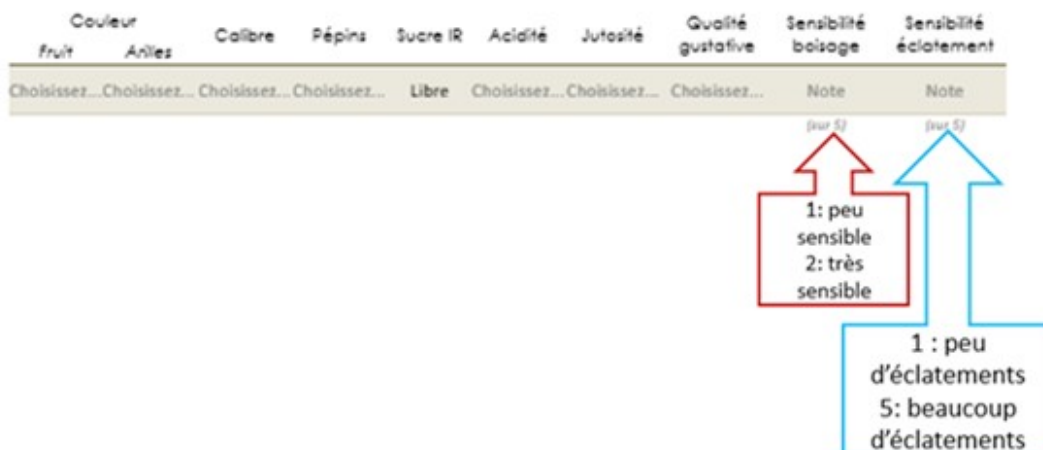 Couleur Calibre Pépins Sucre IR Acidité Jutosité Qualité gustative Sensibilité boisage Sensibilité éclatement
Fruit Arilles
Choisissez... Choisissez... Choisissez... Choisissez... Libre Choisissez... Choisissez... Choisissez... Note Note
(sur 5) (sur 5)
1: peu
sensible
2: très
sensible
1 : peu
d'éclatements
5: beaucoup
d'éclatements